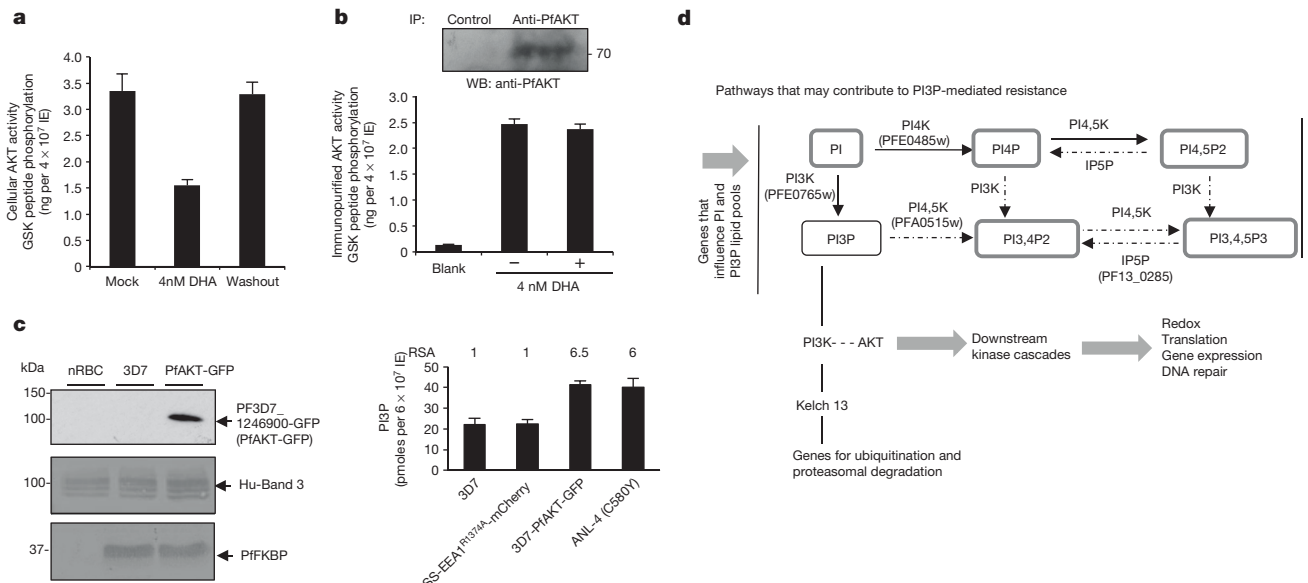 a
Cellular AKT activity
GSK peptide phosphorylation
(ng per 4 × 10⁷ IE)
4.0
3.5
3.0
2.5
2.0
1.5
1.0
0.5
0
Mock
4nM DHA
Washout
b
IP:
Control
Anti-PfAKT
- 70
WB: anti-PfAKT
Immunopurified AKT activity
GSK peptide phosphorylation
(ng per 4 × 10⁷ IE)
3.0
2.5
2.0
1.5
1.0
0.5
0
Blank
−
+
4 nM DHA
c
kDa
nRBC
3D7
PfAKT-GFP
150-
100-
PF3D7_
1246900-GFP
(PfAKT-GFP)
100-
Hu-Band 3
37-
PfFKBP
RSA
1
1
6.5
6
PI3P
(pmoles per 6 × 10⁷ IE)
50
40
30
20
10
0
3D7
SS-EEA1ᴿ¹³⁷⁴ᴬ-mCherry
3D7-PfAKT-GFP
ANL-4 (C580Y)
d
Pathways that may contribute to PI3P-mediated resistance
Genes that
influence PI and
PI3P lipid pools
PI
PI4K
(PFE0485w)
PI4P
PI4,5K
IP5P
PI4,5P2
PI3K
(PFE0765w)
PI3K
PI3K
PI3P
PI4,5K
(PFA0515w)
PI3,4P2
PI4,5K
IP5P
(PF13_0285)
PI3,4,5P3
PI3K- - - AKT
Downstream
kinase cascades
Redox
Translation
Gene expression
DNA repair
Kelch 13
Genes for ubiquitination and
proteasomal degradation